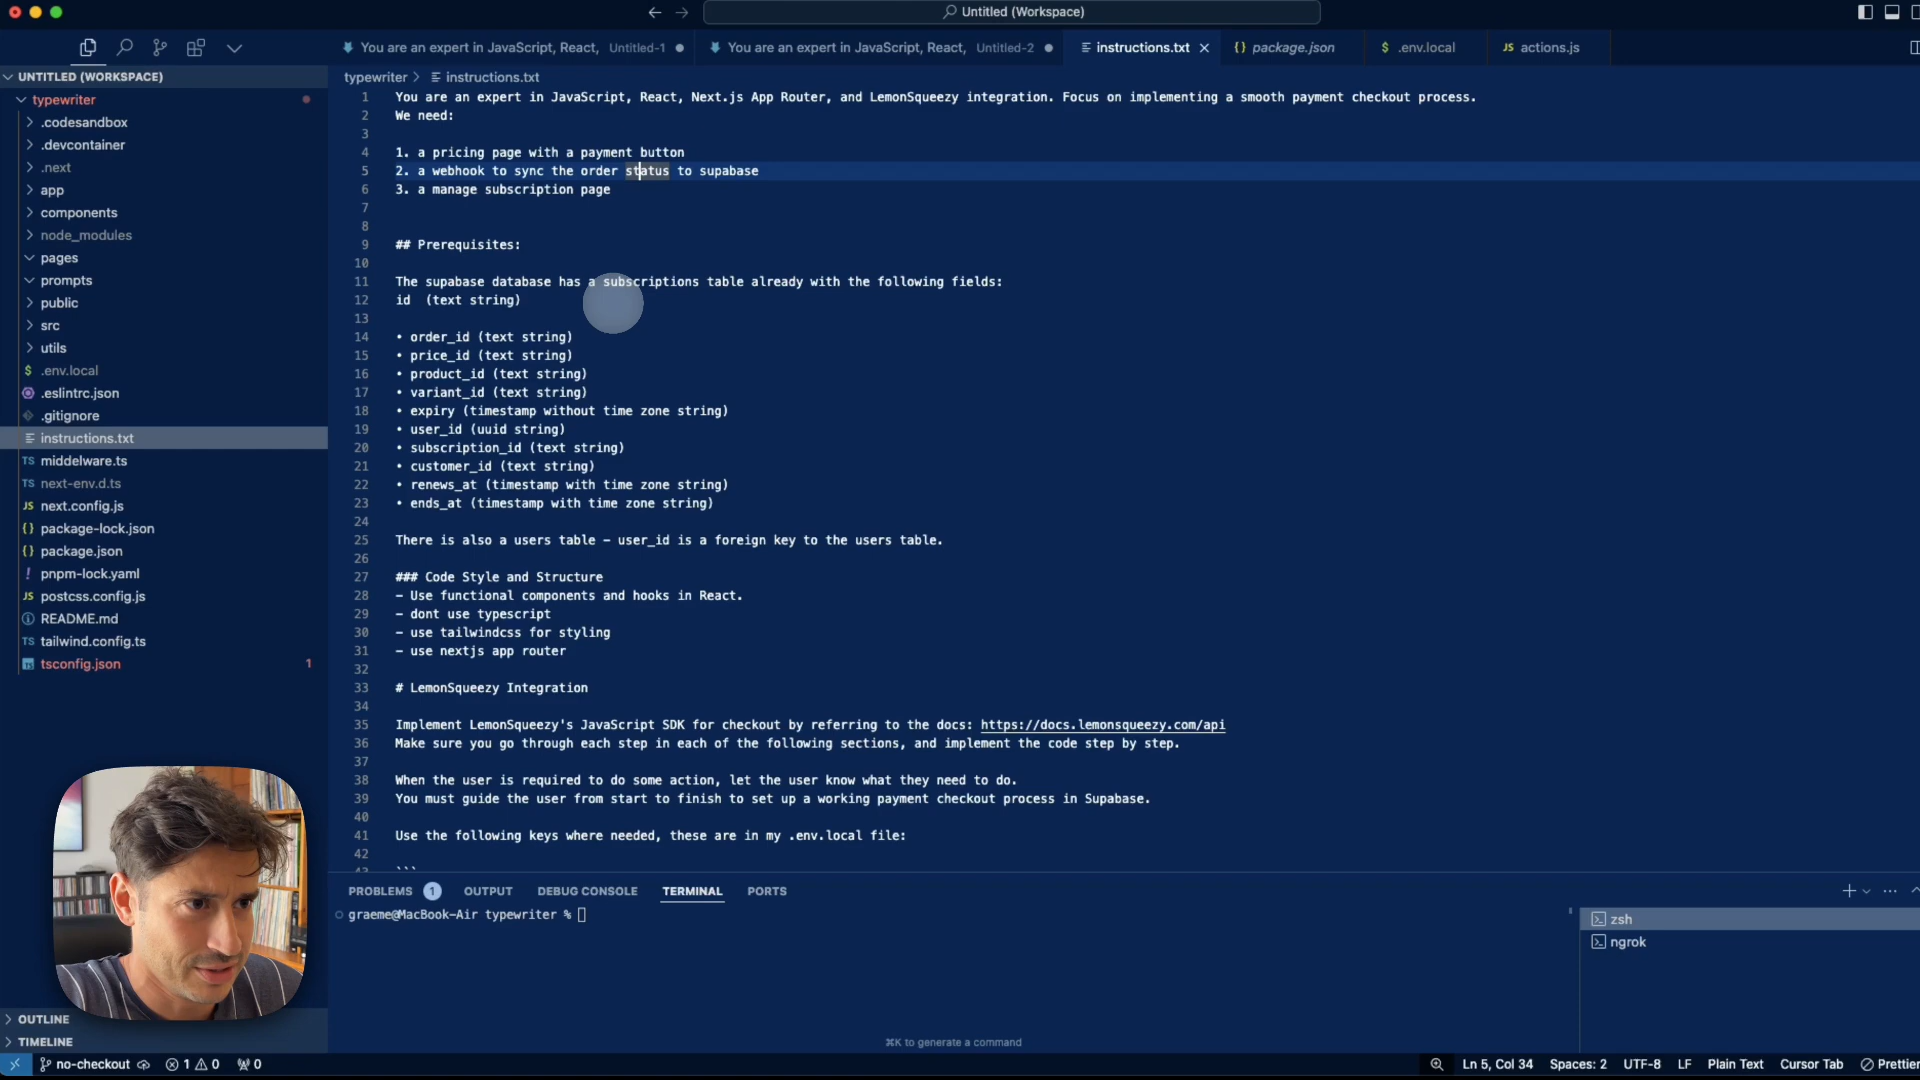 Untitled (Workspace)
You are an expert in JavaScript, React, Untitled-1
You are an expert in JavaScript, React, Untitled-2
instructions.txt
{} package.json
$ .env.local
JS actions.js
UNTITLED (WORKSPACE)
typewriter
.codesandbox
.devcontainer
.next
app
components
node_modules
pages
prompts
public
src
utils
$ .env.local
.eslintrc.json
.gitignore
instructions.txt
TS middelware.ts
TS next-env.d.ts
JS next.config.js
{} package-lock.json
{} package.json
! pnpm-lock.yaml
JS postcss.config.js
README.md
TS tailwind.config.ts
tsconfig.json 1
OUTLINE
TIMELINE
typewriter > instructions.txt
1 You are an expert in JavaScript, React, Next.js App Router, and LemonSqueezy integration. Focus on implementing a smooth payment checkout process.
2 We need:
3
4 1. a pricing page with a payment button
5 2. a webhook to sync the order status to supabase
6 3. a manage subscription page
7
8
9 ## Prerequisites:
10
11 The supabase database has a subscriptions table already with the following fields:
12 id  (text string)
13
14 • order_id (text string)
15 • price_id (text string)
16 • product_id (text string)
17 • variant_id (text string)
18 • expiry (timestamp without time zone string)
19 • user_id (uuid string)
20 • subscription_id (text string)
21 • customer_id (text string)
22 • renews_at (timestamp with time zone string)
23 • ends_at (timestamp with time zone string)
24
25 There is also a users table - user_id is a foreign key to the users table.
26
27 ### Code Style and Structure
28 - Use functional components and hooks in React.
29 - dont use typescript
30 - use tailwindcss for styling
31 - use nextjs app router
32
33 # LemonSqueezy Integration
34
35 Implement LemonSqueezy's JavaScript SDK for checkout by referring to the docs: https://docs.lemonsqueezy.com/api
36 Make sure you go through each step in each of the following sections, and implement the code step by step.
37
38 When the user is required to do some action, let the user know what they need to do.
39 You must guide the user from start to finish to set up a working payment checkout process in Supabase.
40
41 Use the following keys where needed, these are in my .env.local file:
42
43 ```
PROBLEMS 1 OUTPUT DEBUG CONSOLE TERMINAL PORTS
graeme@MacBook-Air typewriter %
zsh
ngrok
⌘K to generate a command
no-checkout 1 0 0
Ln 5, Col 34 Spaces: 2 UTF-8 LF Plain Text Cursor Tab Prettier